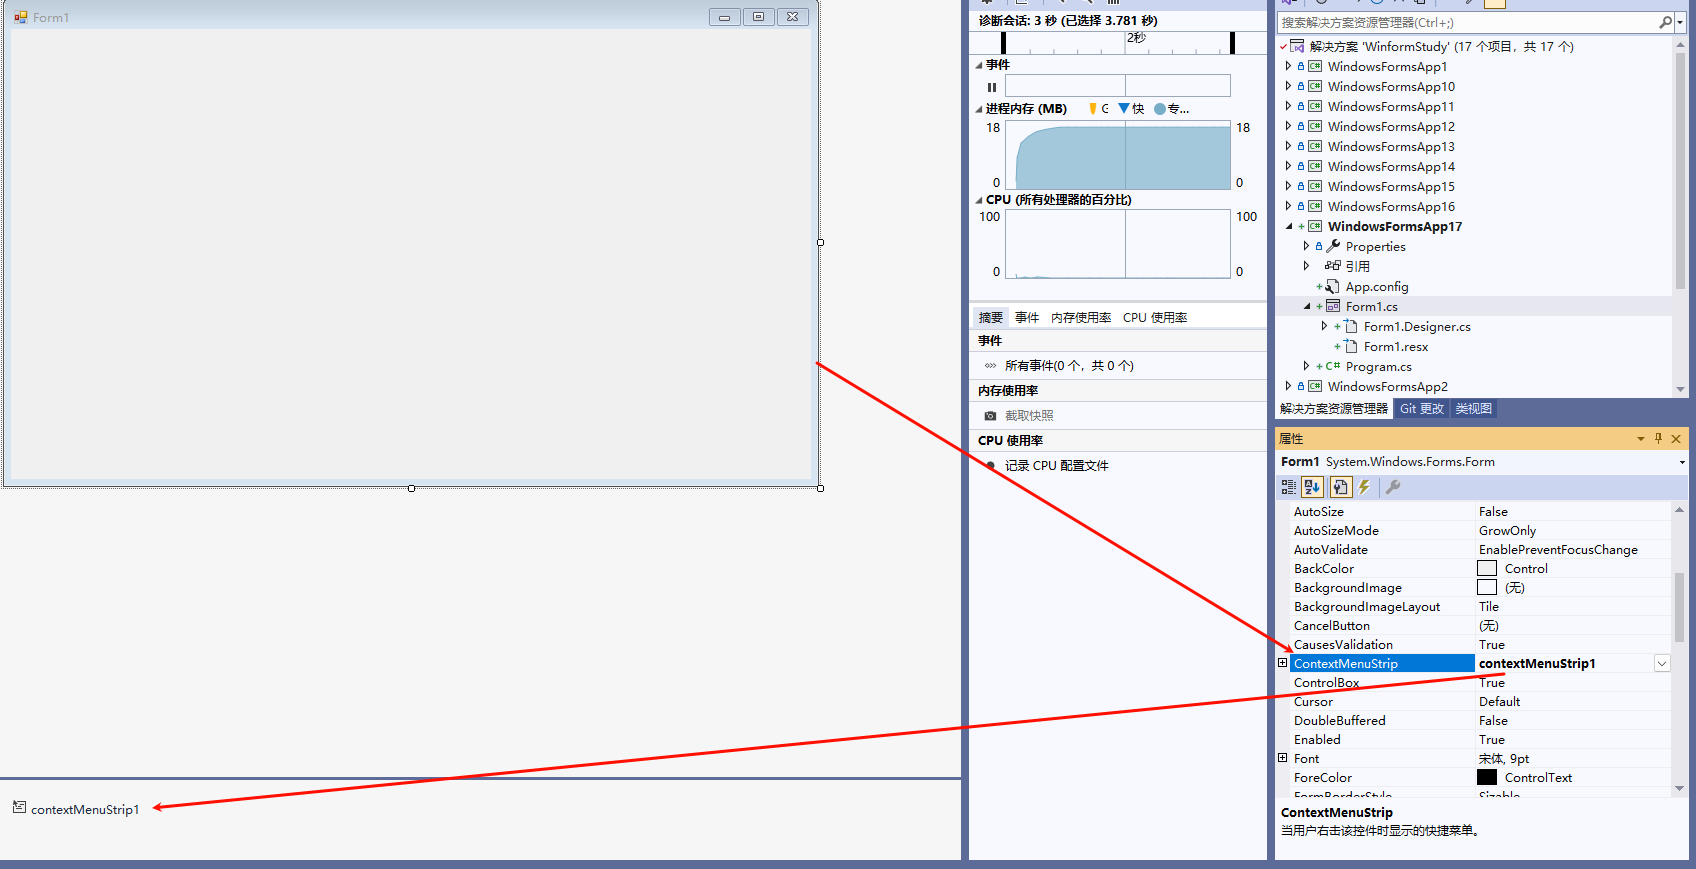 Form1
contextMenuStrip1
诊断会话: 3 秒 (已选择 3.781 秒)
2秒
事件
进程内存 (MB)
G
快
专...
18
18
0
0
CPU (所有处理器的百分比)
100
100
0
0
摘要 事件 内存使用率 CPU 使用率
事件
所有事件(0 个，共 0 个)
内存使用率
截取快照
CPU 使用率
记录 CPU 配置文件
搜索解决方案资源管理器(Ctrl+;)
解决方案 'WinformStudy' (17 个项目，共 17 个)
C# WindowsFormsApp1
C# WindowsFormsApp10
C# WindowsFormsApp11
C# WindowsFormsApp12
C# WindowsFormsApp13
C# WindowsFormsApp14
C# WindowsFormsApp15
C# WindowsFormsApp16
C# WindowsFormsApp17
Properties
引用
App.config
Form1.cs
Form1.Designer.cs
Form1.resx
C# Program.cs
C# WindowsFormsApp2
解决方案资源管理器 Git 更改 类视图
属性
Form1 System.Windows.Forms.Form
AutoSize False
AutoSizeMode GrowOnly
AutoValidate EnablePreventFocusChange
BackColor Control
BackgroundImage (无)
BackgroundImageLayout Tile
CancelButton (无)
CausesValidation True
ContextMenuStrip contextMenuStrip1
ControlBox True
Cursor Default
DoubleBuffered False
Enabled True
Font 宋体, 9pt
ForeColor ControlText
FormBorderStyle Sizable
ContextMenuStrip
当用户右击该控件时显示的快捷菜单。